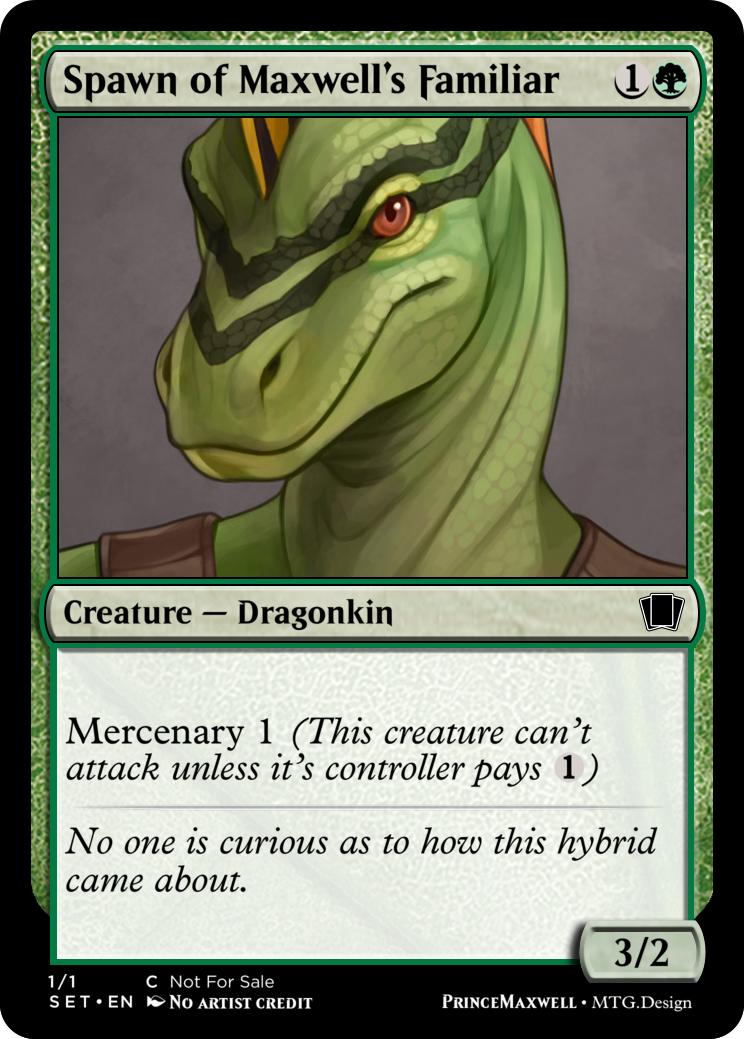 Spawn of Maxwell's Familiar 1
Creature — Dragonkin
Mercenary 1 (This creature can't
attack unless it's controller pays 1)
No one is curious as to how this hybrid
came about.
3/2
1/1 C Not For Sale
SET • EN No artist credit PrinceMaxwell • MTG.Design